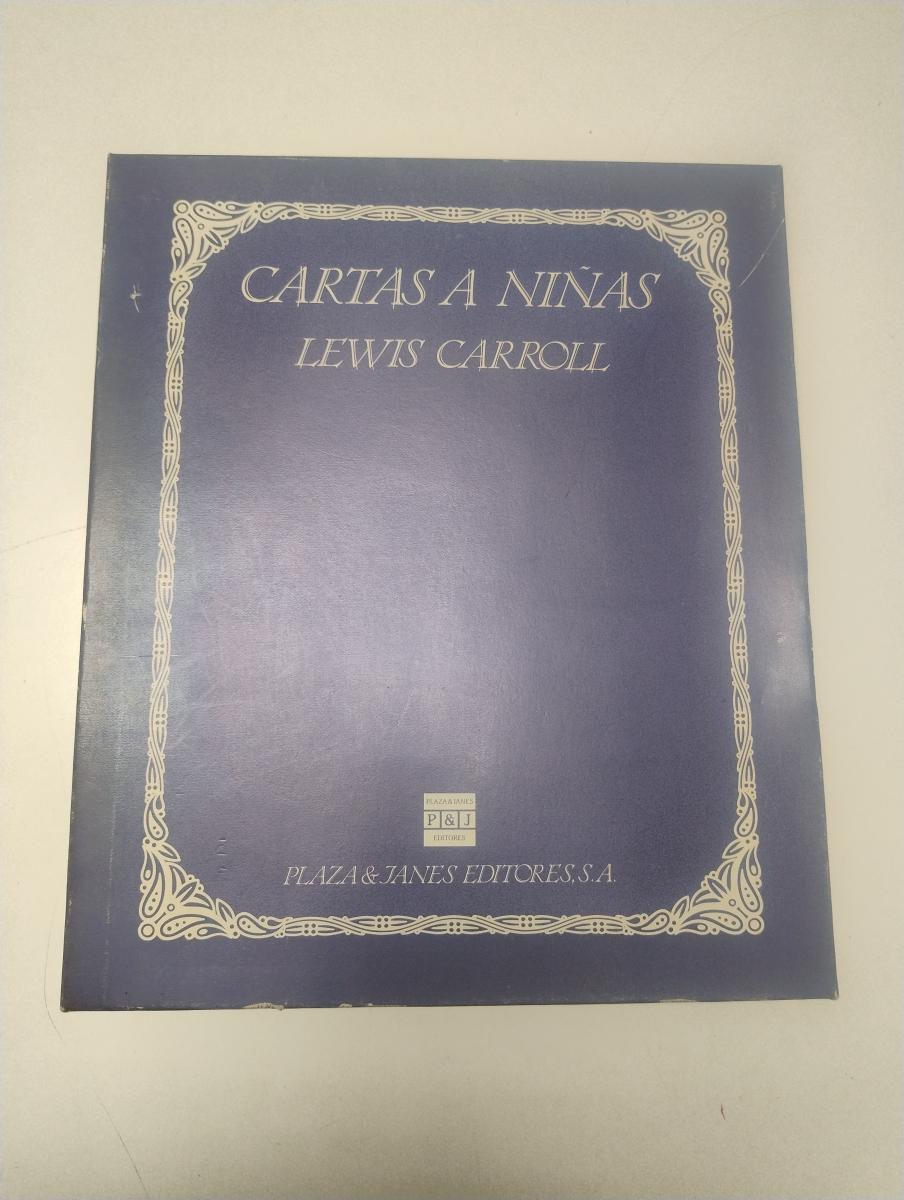 CARTAS A NIÑAS
LEWIS CARROLL
PLAZA & JANES
P & J
EDITORES
PLAZA & JANES EDITORES, S.A.